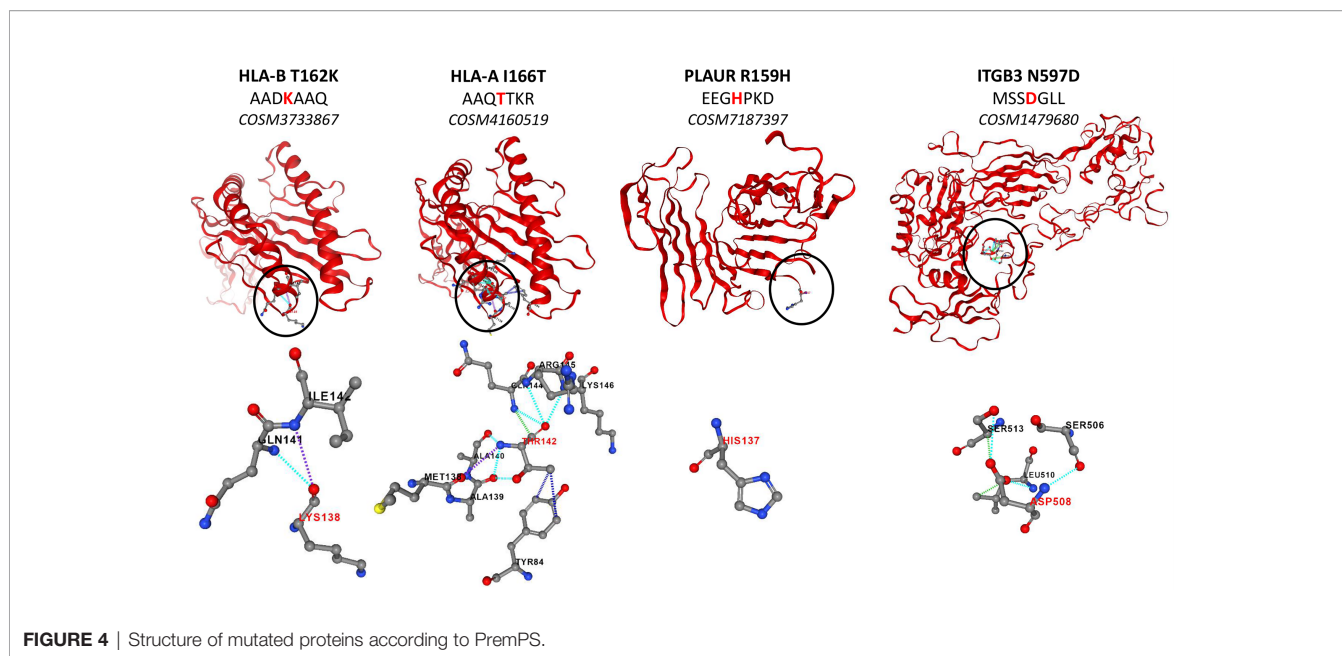 HLA-B T162K
AADKAAQ
COSM3733867
HLA-A I166T
AAQTTKR
COSM4160519
PLAUR R159H
EEGHPKD
COSM7187397
ITGB3 N597D
MSSDGLL
COSM1479680
ILE142
GLN141
LYS138
ARG145
GLN144
LYS146
THR142
ALA140
MET138
ALA139
TYR84
HIS137
SER513
SER506
LEU510
ASP508
FIGURE 4 | Structure of mutated proteins according to PremPS.